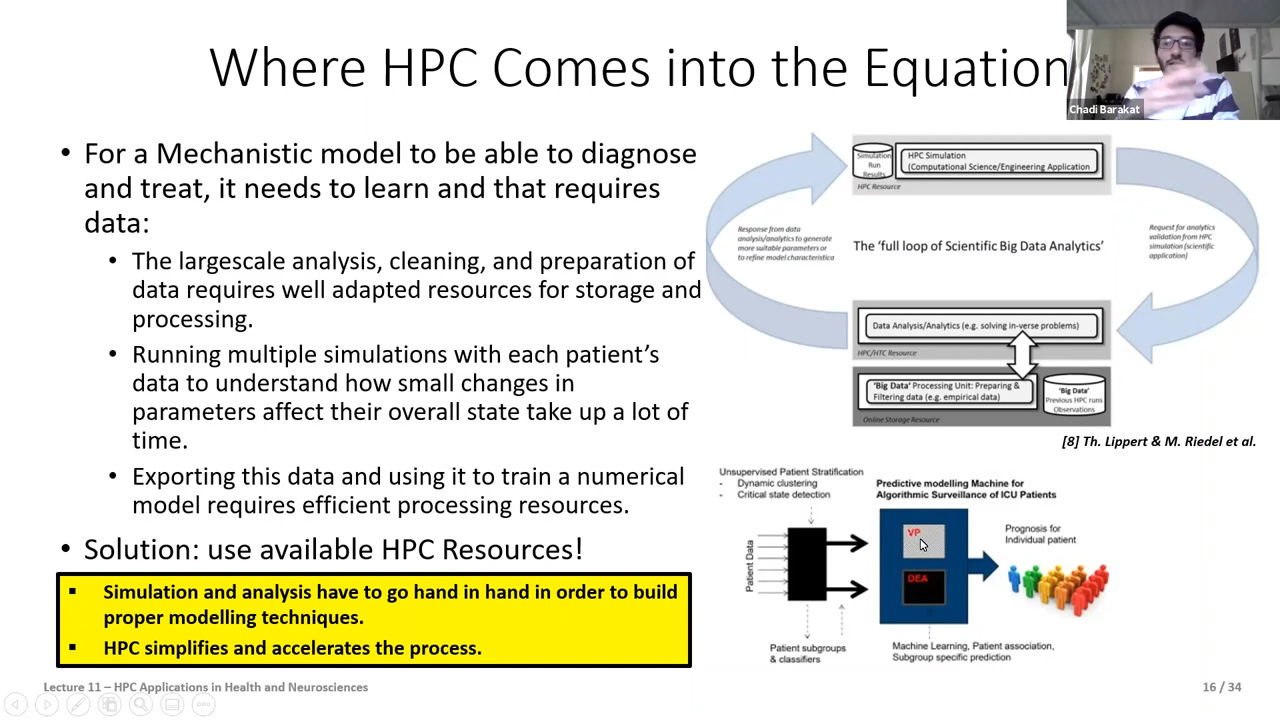 Where HPC Comes into the Equation
Chadi Barakat
• For a Mechanistic model to be able to diagnose
and treat, it needs to learn and that requires
data:
• The largescale analysis, cleaning, and preparation of
data requires well adapted resources for storage and
processing.
• Running multiple simulations with each patient’s
data to understand how small changes in
parameters affect their overall state take up a lot of
time.
• Exporting this data and using it to train a numerical
model requires efficient processing resources.
• Solution: use available HPC Resources!
▪ Simulation and analysis have to go hand in hand in order to build
proper modelling techniques.
▪ HPC simplifies and accelerates the process.
Simulation
Run
Results
HPC Simulation
(Computational Science/Engineering Application
HPC Resource
Response from data
analysis/analytics to generate
more suitable parameters or
to refine model characteristica
The ‘full loop of Scientific Big Data Analytics’
Request for analytics
validation from HPC
simulation (scientific
application)
Data Analysis/Analytics (e.g. solving in-verse problems)
HPC/HTC Resource
‘Big Data’ Processing Unit: Preparing &
Filtering data (e.g. empirical data)
‘Big Data’
Previous HPC runs
Observations
Online Storage Resource
[8] Th. Lippert & M. Riedel et al.
Unsupervised Patient Stratification
- Dynamic clustering
- Critical state detection
Predictive modelling Machine for
Algorithmic Surveillance of ICU Patients
Patient Data
VP
DEA
Prognosis for
Individual patient
Patient subgroups
& classifiers
Machine Learning, Patient association,
Subgroup specific prediction
Lecture 11 – HPC Applications in Health and Neurosciences
16 / 34